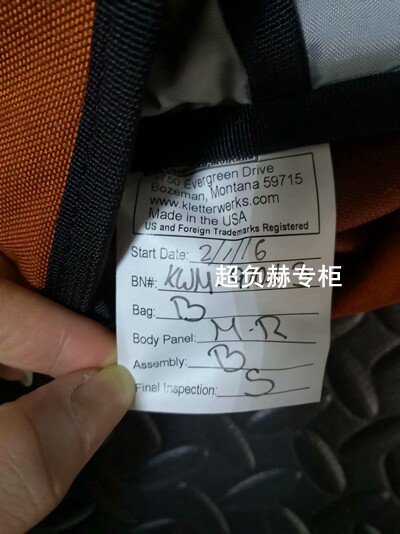 Evergreen Drive
Bozeman, Montana 59715
www.kletterwerks.com
Made in the USA
US and Foreign Trademarks Registered
Start Date: 2/1/16
BN#: KWM
超负赫专柜
Bag: B
Body Panel: M-R
Assembly: B
Final Inspection: S